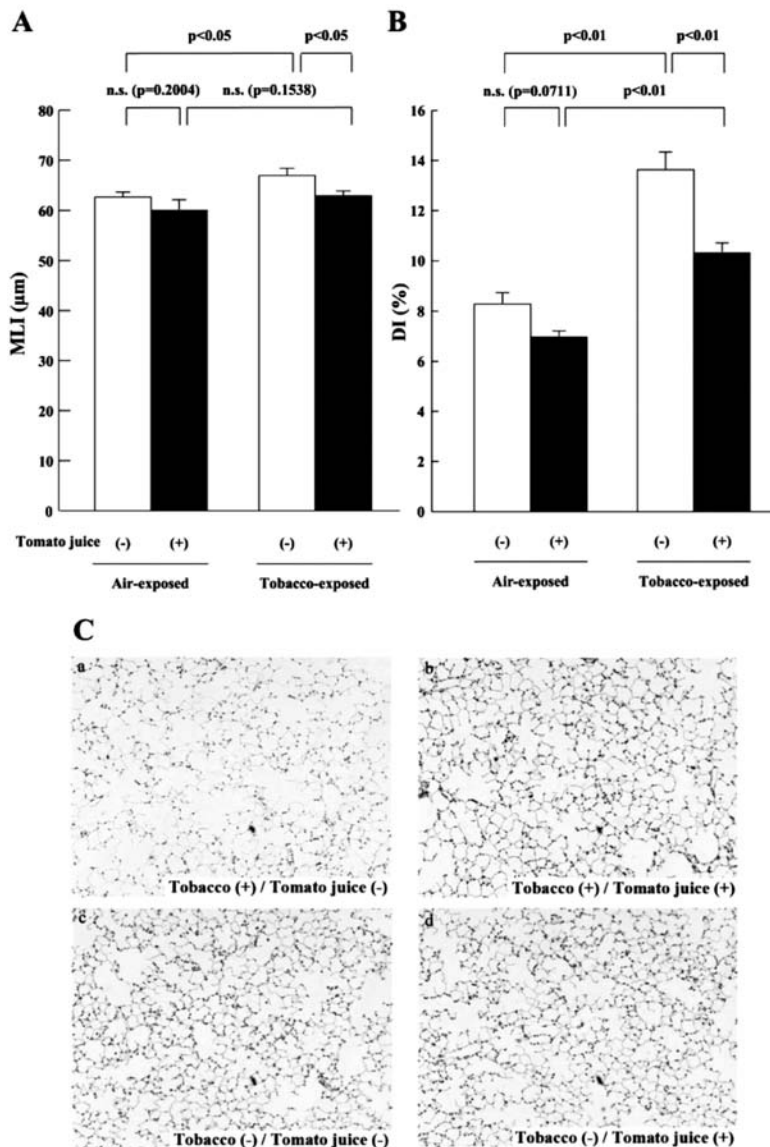 A
p<0.05
p<0.05
n.s. (p=0.2004)
n.s. (p=0.1538)
80
70
60
50
40
30
20
10
0
MLI (µm)
Tomato juice
(-)
(+)
(-)
(+)
Air-exposed
Tobacco-exposed
B
p<0.01
p<0.01
n.s. (p=0.0711)
p<0.01
16
14
12
10
8
6
4
2
0
DI (%)
(-)
(+)
(-)
(+)
Air-exposed
Tobacco-exposed
C
a
Tobacco (+) / Tomato juice (-)
b
Tobacco (+) / Tomato juice (+)
c
Tobacco (-) / Tomato juice (-)
d
Tobacco (-) / Tomato juice (+)